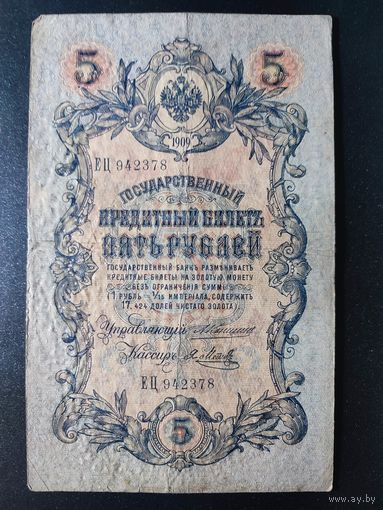 5 5
1909
ЕЦ 942378
ГОСУДАРСТВЕННЫЙ
КРЕДИТНЫЙ БИЛЕТЪ
ПЯТЬ РУБЛЕЙ
ГОСУДАРСТВЕННЫЙ БАНКЪ РАЗМѢНИВАЕТЪ
КРЕДИТНЫЕ БИЛЕТЫ НА ЗОЛОТУЮ МОНЕТУ
БЕЗЪ ОГРАНИЧЕНІЯ СУММЫ
(1 РУБЛЬ = 1/15 ИМПЕРІАЛА, СОДЕРЖИТЪ
17,424 ДОЛЕЙ ЧИСТАГО ЗОЛОТА).
Управляющій
Кассиръ
ЕЦ 942378
5
www.ay.by